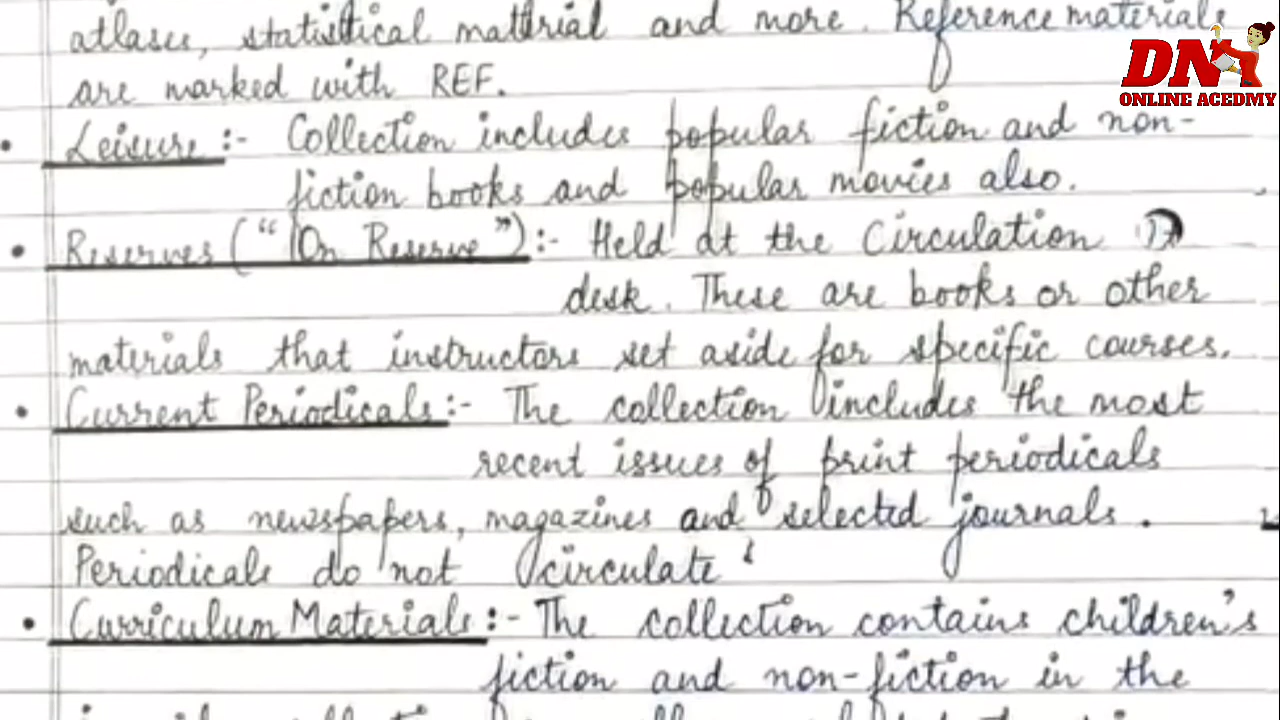 atlases, statistical material and more. Reference materials
are marked with REF.
DN
ONLINE ACEDMY
• Leisure :- Collection includes popular fiction and non-
fiction books and popular movies also.
• Reserves ("On Reserve") :- Held at the Circulation
desk. These are books or other
materials that instructors set aside for specific courses.
• Current Periodicals :- The collection includes the most
recent issues of print periodicals
such as newspapers, magazines and selected journals.
Periodicals do not circulate
• Curriculum Materials :- The collection contains children's
fiction and non-fiction in the